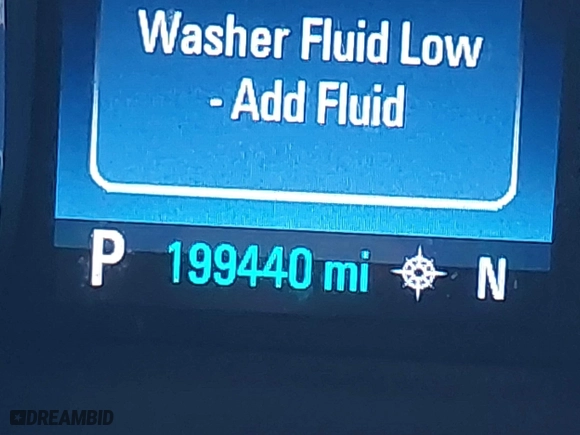 Washer Fluid Low
- Add Fluid
P 199440 mi N
DREAMBID